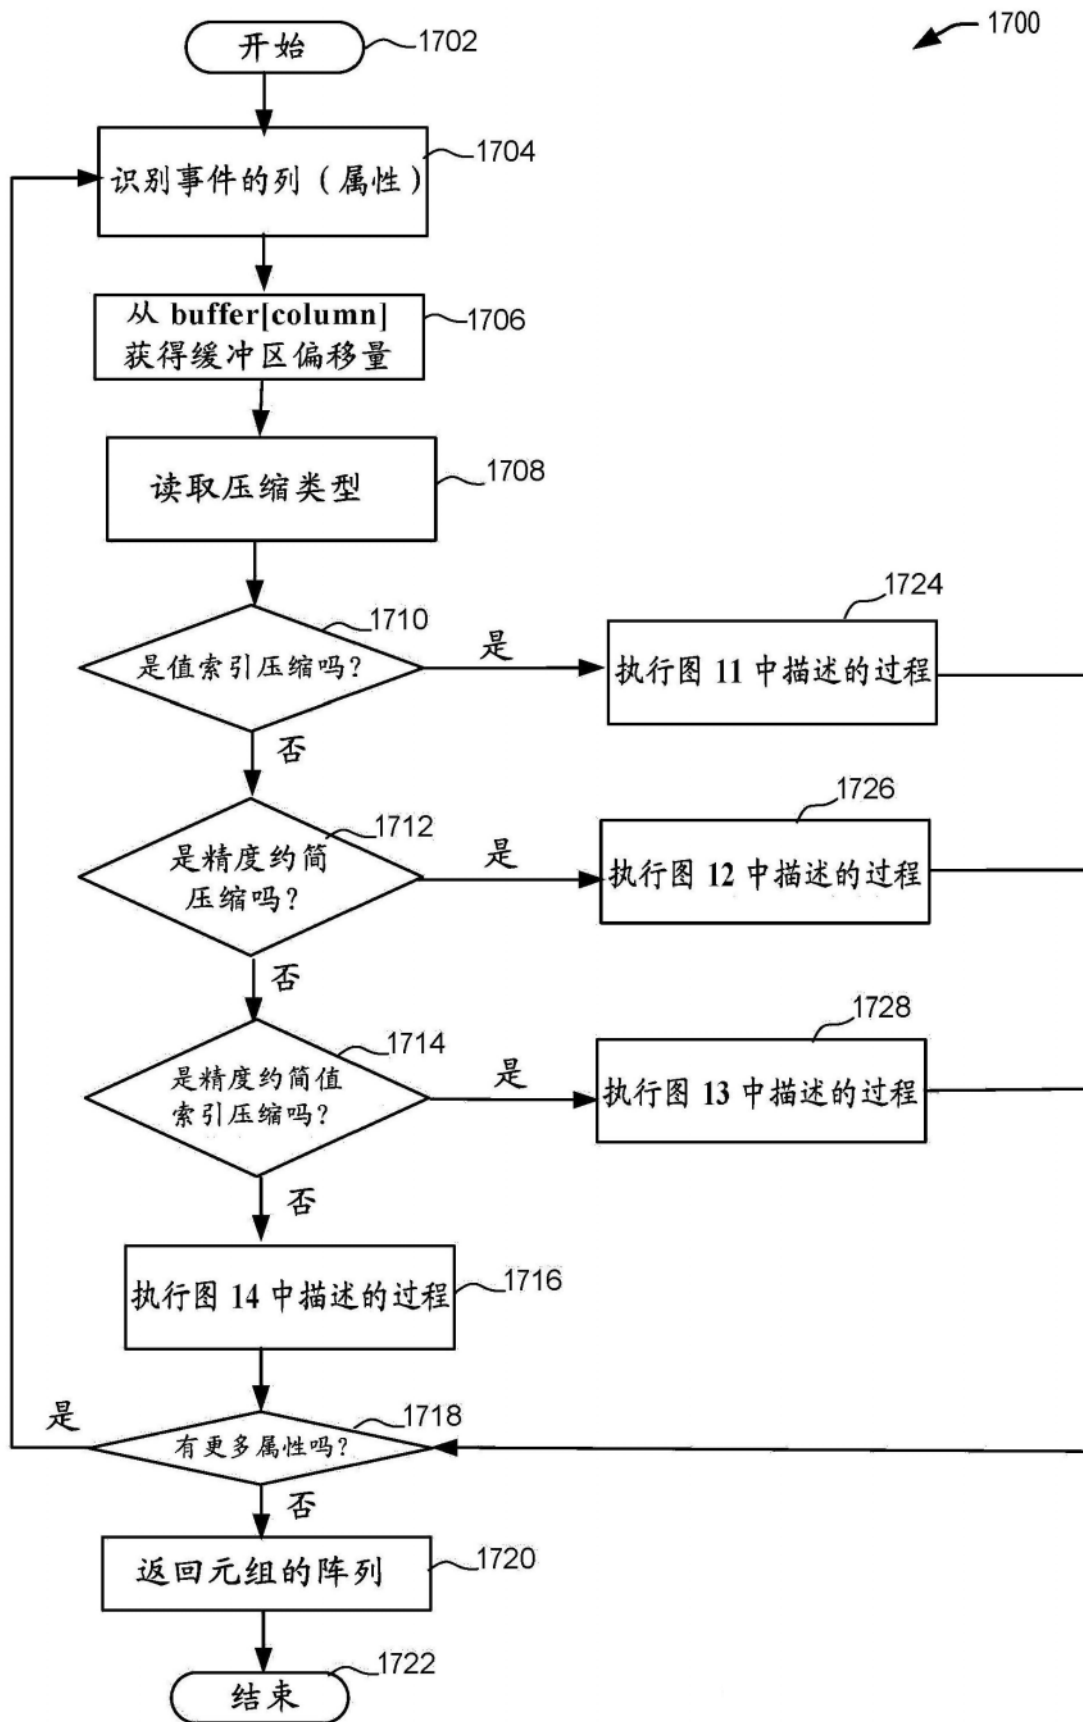 1700
开始
1702
识别事件的列（属性）
1704
从 buffer[column]
获得缓冲区偏移量
1706
读取压缩类型
1708
是值索引压缩吗？
1710
是
执行图 11 中描述的过程
1724
否
是精度约简
压缩吗？
1712
是
执行图 12 中描述的过程
1726
否
是精度约简值
索引压缩吗？
1714
是
执行图 13 中描述的过程
1728
否
执行图 14 中描述的过程
1716
是
有更多属性吗？
1718
否
返回元组的阵列
1720
结束
1722